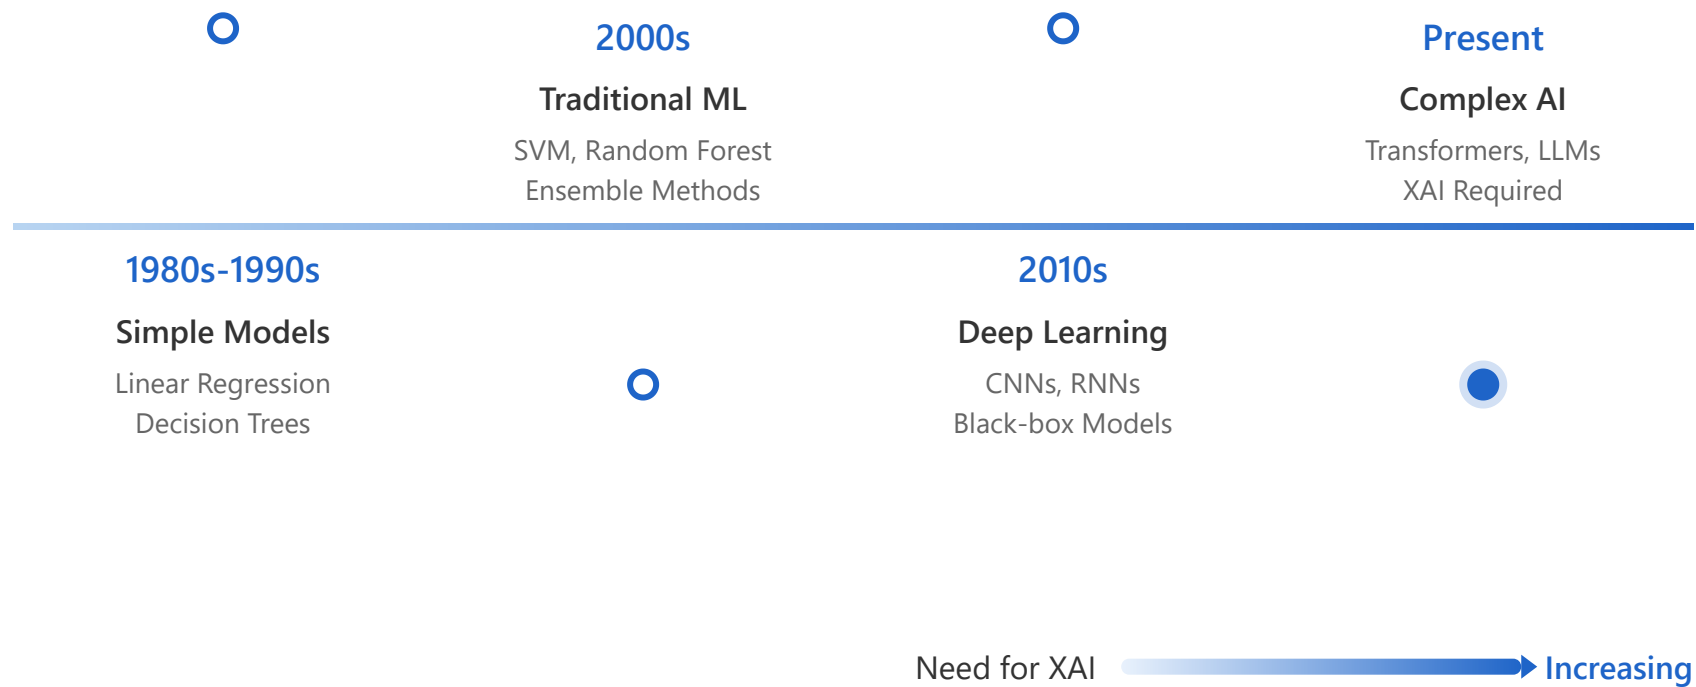 2000s
Traditional ML
SVM, Random Forest
Ensemble Methods
Present
Complex AI
Transformers, LLMs
XAI Required
1980s-1990s
Simple Models
Linear Regression
Decision Trees
2010s
Deep Learning
CNNs, RNNs
Black-box Models
Need for XAI
Increasing